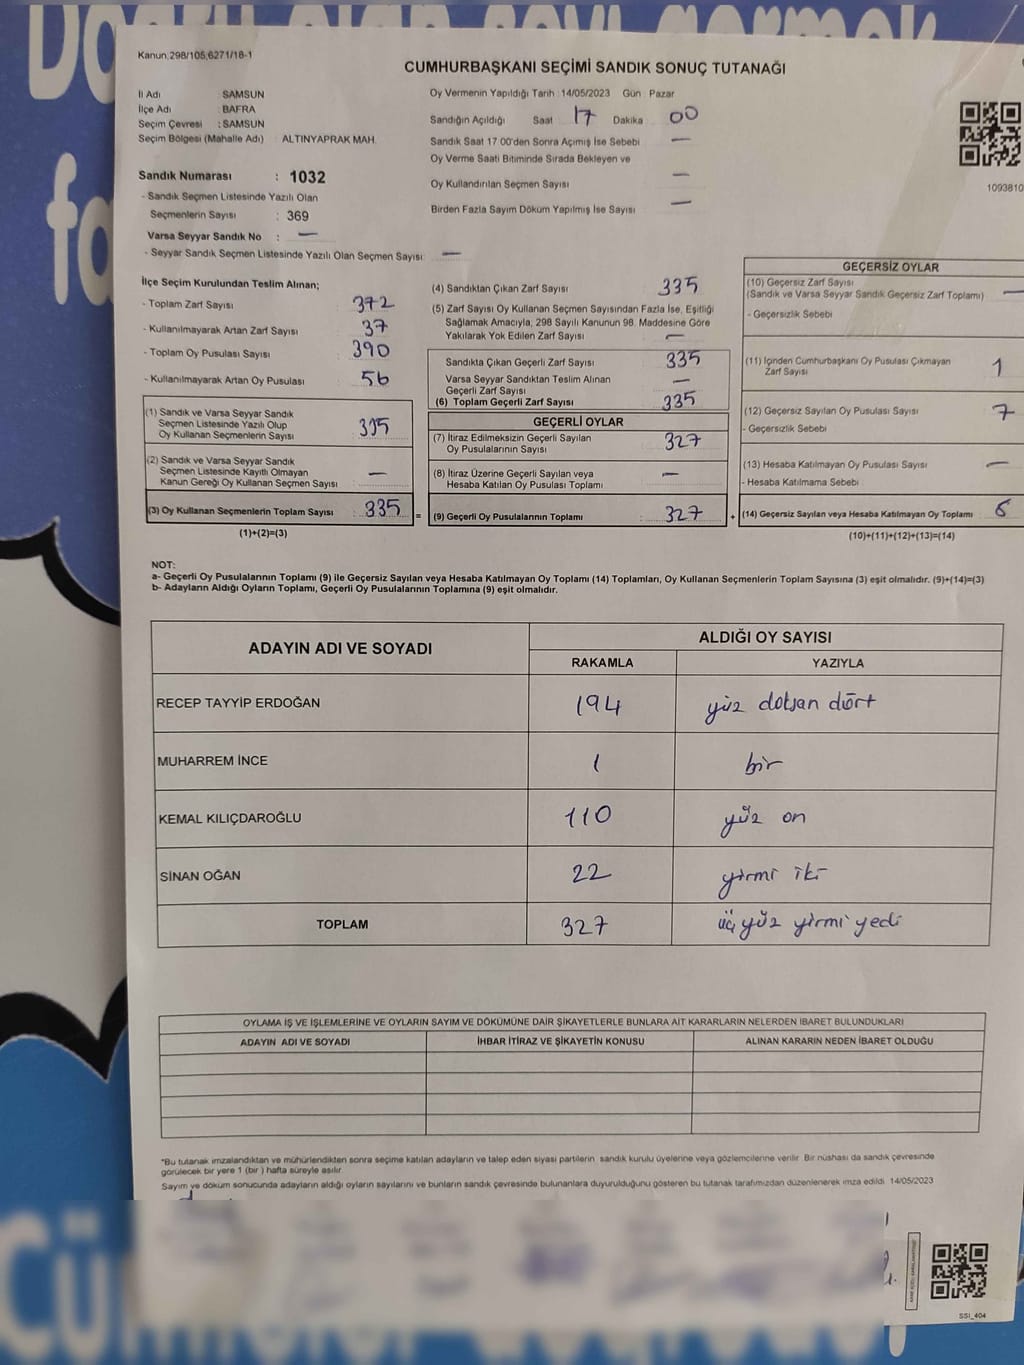 Kanun;298/105;6271/18-1
CUMHURBAŞKANI SEÇİMİ SANDIK SONUÇ TUTANAĞI
İl Adı : SAMSUN
İlçe Adı : BAFRA
Seçim Çevresi : SAMSUN
Seçim Bölgesi (Mahalle Adı) : ALTINYAPRAK MAH.
Sandık Numarası : 1032
- Sandık Seçmen Listesinde Yazılı Olan
Seçmenlerin Sayısı : 369
Varsa Seyyar Sandık No : —
- Seyyar Sandık Seçmen Listesinde Yazılı Olan Seçmen Sayısı: —
Oy Vermenin Yapıldığı Tarih :14/05/2023 Gün Pazar
Sandığın Açıldığı Saat 17 Dakika 00
Sandık Saat 17:00'den Sonra Açımış İse Sebebi —
Oy Verme Saati Bitiminde Sırada Bekleyen ve
Oy Kullandırılan Seçmen Sayısı —
Birden Fazla Sayım Döküm Yapılmış İse Sayısı —
1093810
İlçe Seçim Kurulundan Teslim Alınan;
- Toplam Zarf Sayısı 372
- Kullanılmayarak Artan Zarf Sayısı 37
- Toplam Oy Pusulası Sayısı 390
- Kullanılmayarak Artan Oy Pusulası 56
(1) Sandık ve Varsa Seyyar Sandık
Seçmen Listesinde Yazılı Olup
Oy Kullanan Seçmenlerin Sayısı 335
(2) Sandık ve Varsa Seyyar Sandık
Seçmen Listesinde Kayıtlı Olmayan
Kanun Gereği Oy Kullanan Seçmen Sayısı —
(3) Oy Kullanan Seçmenlerin Toplam Sayısı 335
(1)+(2)=(3)
(4) Sandıktan Çıkan Zarf Sayısı 335
(5) Zarf Sayısı Oy Kullanan Seçmen Sayısından Fazla İse, Eşitliği
Sağlamak Amacıyla, 298 Sayılı Kanunun 98. Maddesine Göre
Yakılarak Yok Edilen Zarf Sayısı —
Sandıkta Çıkan Geçerli Zarf Sayısı 335
Varsa Seyyar Sandıktan Teslim Alınan
Geçerli Zarf Sayısı —
(6) Toplam Geçerli Zarf Sayısı 335
GEÇERLİ OYLAR
(7) İtiraz Edilmeksizin Geçerli Sayılan
Oy Pusulalarının Sayısı 327
(8) İtiraz Üzerine Geçerli Sayılan veya
Hesaba Katılan Oy Pusulası Toplamı —
= (9) Geçerli Oy Pusulalarının Toplamı 327
GEÇERSİZ OYLAR
(10) Geçersiz Zarf Sayısı
(Sandık ve Varsa Seyyar Sandık Geçersiz Zarf Toplamı) —
- Geçersizlik Sebebi
(11) İçinden Cumhurbaşkanı Oy Pusulası Çıkmayan
Zarf Sayısı 1
(12) Geçersiz Sayılan Oy Pusulası Sayısı 7
- Geçersizlik Sebebi
(13) Hesaba Katılmayan Oy Pusulası Sayısı —
- Hesaba Katılmama Sebebi
+ (14) Geçersiz Sayılan veya Hesaba Katılmayan Oy Toplamı
(10)+(11)+(12)+(13)=(14)
NOT:
a- Geçerli Oy Pusulalarının Toplamı (9) ile Geçersiz Sayılan veya Hesaba Katılmayan Oy Toplamı (14) Toplamları, Oy Kullanan Seçmenlerin Toplam Sayısına (3) eşit olmalıdır. (9)+(14)=(3)
b- Adayların Aldığı Oyların Toplamı, Geçerli Oy Pusulalarının Toplamına (9) eşit olmalıdır.
ADAYIN ADI VE SOYADI ALDIĞI OY SAYISI
RAKAMLA YAZIYLA
RECEP TAYYİP ERDOĞAN 194 yüz doksan dört
MUHARREM İNCE 1 bir
KEMAL KILIÇDAROĞLU 110 yüz on
SİNAN OĞAN 22 yirmi iki
TOPLAM 327 üç yüz yirmi yedi
OYLAMA İŞ VE İŞLEMLERİNE VE OYLARIN SAYIM VE DÖKÜMÜNE DAİR ŞİKAYETLERLE BUNLARA AİT KARARLARIN NELERDEN İBARET BULUNDUKLARI
ADAYIN ADI VE SOYADI İHBAR İTİRAZ VE ŞİKAYETİN KONUSU ALINAN KARARIN NEDEN İBARET OLDUĞU
*Bu tutanak imzalandıktan ve mühürlendikten sonra seçime katılan adayların ve talep eden siyasi partilerin sandık kurulu üyelerine veya gözlemcilerine verilir. Bir nüshası da sandık çevresinde
görülecek bir yere 1 (bir ) hafta süreyle asılır.
Sayım ve döküm sonucunda adayların aldığı oyların sayılarını ve bunların sandık çevresinde bulunanlara duyurulduğunu gösteren bu tutanak tarafımızdan düzenlenerek imza edildi. 14/05/2023
SSI_404